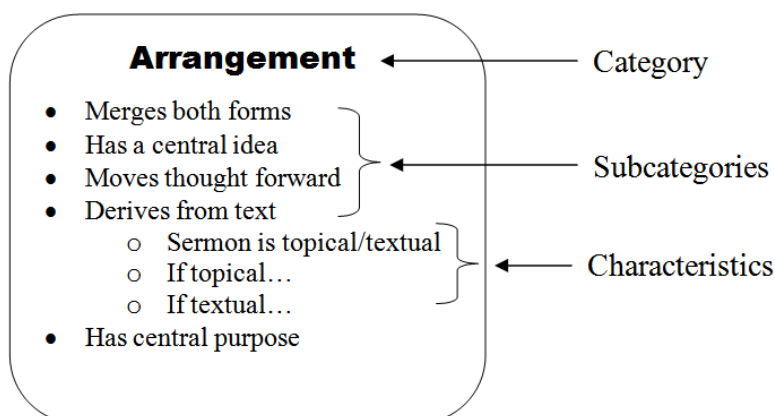 Arrangement
Category
• Merges both forms
• Has a central idea
• Moves thought forward
Subcategories
• Derives from text
o Sermon is topical/textual
o If topical…
Characteristics
o If textual…
• Has central purpose